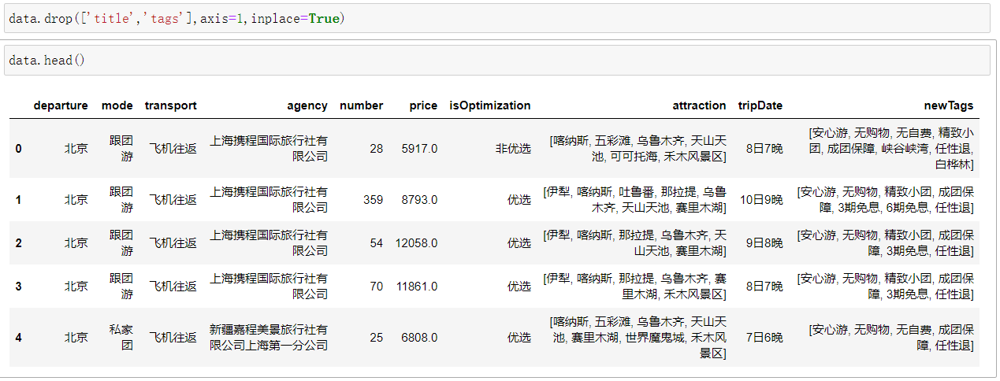 data.drop(['title','tags'],axis=1,inplace=True)
data.head()
departure mode transport agency number price isOptimization attraction tripDate newTags
0 北京 跟团游 飞机往返 上海携程国际旅行社有限公司 28 5917.0 非优选 [喀纳斯, 五彩滩, 乌鲁木齐, 天山天池, 可可托海, 禾木风景区] 8日7晚 [安心游, 无购物, 无自费, 精致小团, 成团保障, 峡谷峡湾, 任性退, 白桦林]
1 北京 跟团游 飞机往返 上海携程国际旅行社有限公司 359 8793.0 优选 [伊犁, 喀纳斯, 吐鲁番, 那拉提, 乌鲁木齐, 天山天池, 赛里木湖] 10日9晚 [安心游, 无购物, 精致小团, 成团保障, 3期免息, 6期免息, 任性退]
2 北京 跟团游 飞机往返 上海携程国际旅行社有限公司 54 12058.0 优选 [伊犁, 喀纳斯, 那拉提, 乌鲁木齐, 天山天池, 赛里木湖] 9日8晚 [安心游, 无购物, 精致小团, 成团保障, 3期免息, 任性退]
3 北京 跟团游 飞机往返 上海携程国际旅行社有限公司 70 11861.0 优选 [伊犁, 喀纳斯, 那拉提, 乌鲁木齐, 赛里木湖, 禾木风景区] 8日7晚 [安心游, 无购物, 精致小团, 成团保障, 3期免息, 任性退]
4 北京 私家团 飞机往返 新疆嘉程美景旅行社有限公司上海第一分公司 25 6808.0 优选 [喀纳斯, 五彩滩, 乌鲁木齐, 天山天池, 赛里木湖, 世界魔鬼城, 禾木风景区] 7日6晚 [安心游, 无购物, 无自费, 成团保障, 任性退]